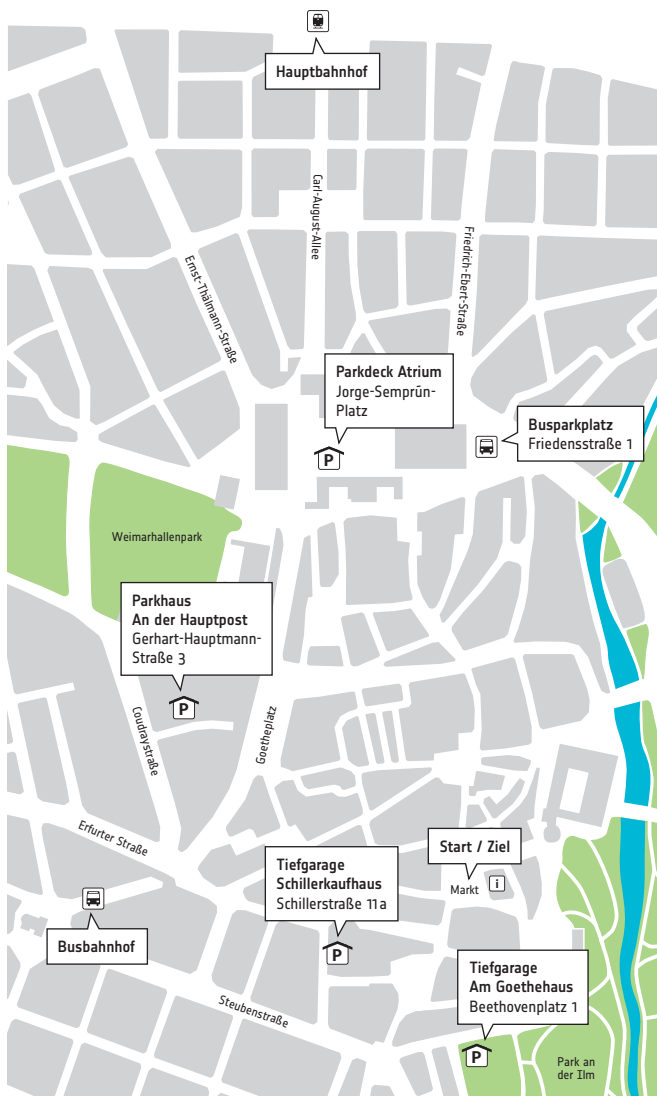 Hauptbahnhof
Carl-August-Allee
Friedrich-Ebert-Straße
Ernst-Thälmann-Straße
Parkdeck Atrium
Jorge-Semprún-
Platz
P
Busparkplatz
Friedensstraße 1
Weimarhallenpark
Parkhaus
An der Hauptpost
Gerhart-Hauptmann-
Straße 3
P
Coudraystraße
Goetheplatz
Erfurter Straße
Start / Ziel
Markt
i
Tiefgarage
Schillerkaufhaus
Schillerstraße 11a
P
Busbahnhof
Tiefgarage
Am Goethehaus
Beethovenplatz 1
P
Steubenstraße
Park an
der Ilm